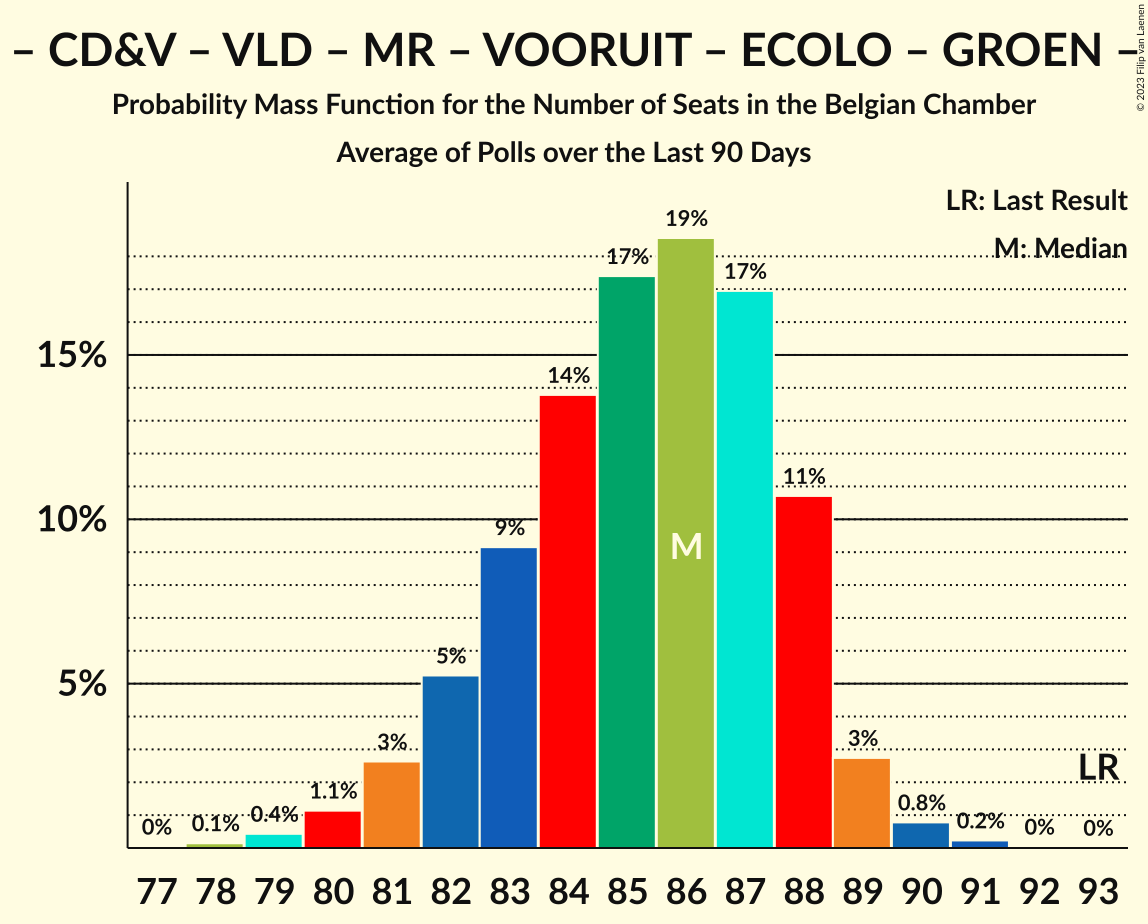 – CD&V – VLD – MR – VOORUIT – ECOLO – GROEN –
Probability Mass Function for the Number of Seats in the Belgian Chamber
Average of Polls over the Last 90 Days
© 2023 Filip van Laenen
LR: Last Result
M: Median
15%
10%
5%
0%
0.1%
0.4%
1.1%
3%
5%
9%
14%
17%
19%
17%
11%
3%
0.8%
0.2%
0%
0%
M
LR
77 78 79 80 81 82 83 84 85 86 87 88 89 90 91 92 93